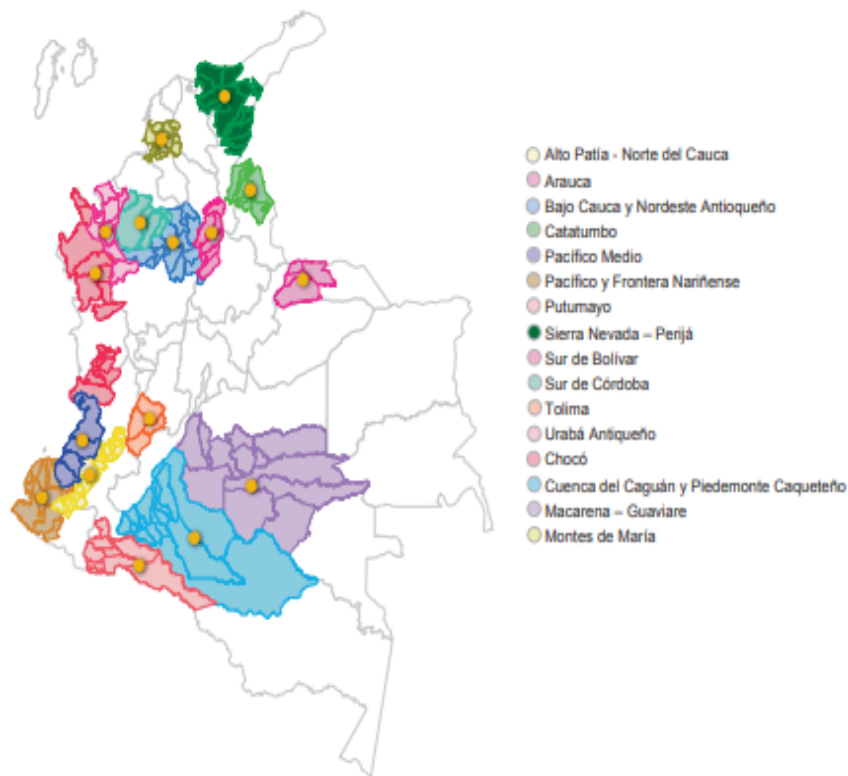 Alto Patía - Norte del Cauca
Arauca
Bajo Cauca y Nordeste Antioqueño
Catatumbo
Pacífico Medio
Pacífico y Frontera Nariñense
Putumayo
Sierra Nevada – Perijá
Sur de Bolívar
Sur de Córdoba
Tolima
Urabá Antiqueño
Chocó
Cuenca del Caguán y Piedemonte Caqueteño
Macarena – Guaviare
Montes de María